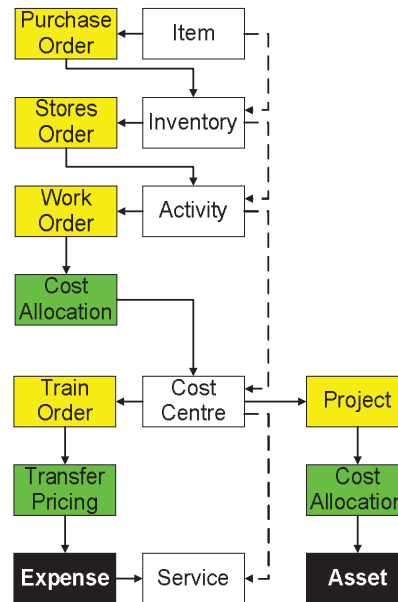 Purchase
Order
Item
Stores
Order
Inventory
Work
Order
Activity
Cost
Allocation
Train
Order
Cost
Centre
Project
Transfer
Pricing
Cost
Allocation
Expense
Service
Asset